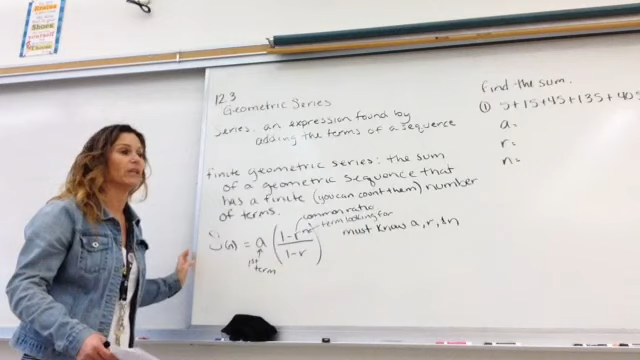 12.3
Geometric Series
Series: an expression found by
adding the terms of a sequence
finite geometric series: the sum
of a geometric sequence that
has a finite (you can count them) number
of terms.
common ratio
term looking for
S(n) = a (1-rⁿ / 1-r)
1st term
must know a, r, & n
find the sum.
① 5+15+45+135+405
a=
r=
n=